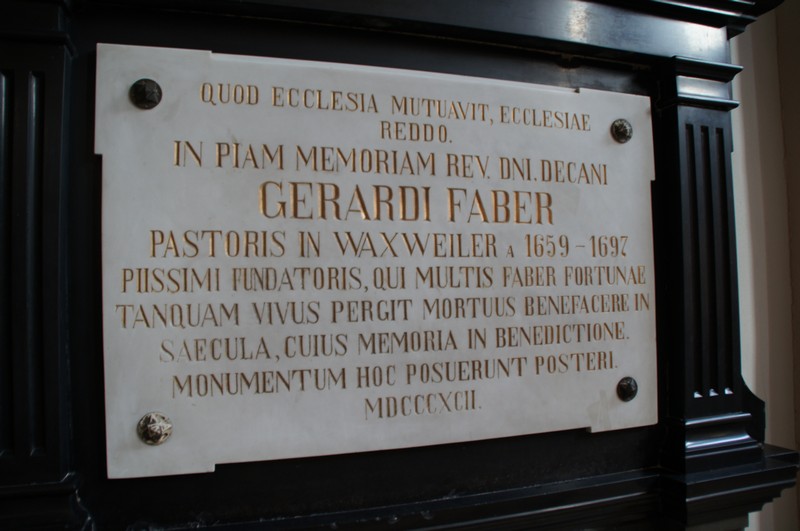 QUOD ECCLESIA MUTUAVIT, ECCLESIAE
REDDO.
IN PIAM MEMORIAM REV. DNI. DECANI
GERARDI FABER
PASTORIS IN WAXWEILER A 1659-1697
PIISSIMI FUNDATORIS, QUI MULTIS FABER FORTUNAE
TANQUAM VIVUS PERGIT MORTUUS BENEFACERE IN
SAECULA, CUIUS MEMORIA IN BENEDICTIONE.
MONUMENTUM HOC POSUERUNT POSTERI.
MDCCCXCII.